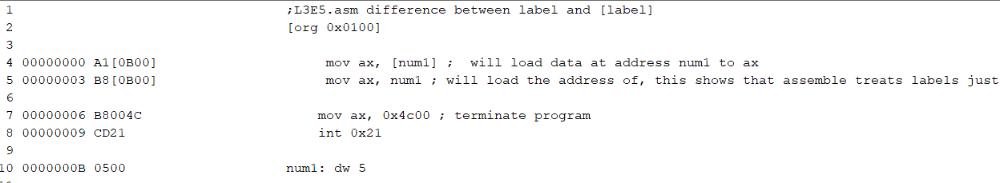 1 ;L3E5.asm difference between label and [label]
2 [org 0x0100]
3
4 00000000 A1[0B00] mov ax, [num1] ; will load data at address num1 to ax
5 00000003 B8[0B00] mov ax, num1 ; will load the address of, this shows that assemble treats labels just
6
7 00000006 B8004C mov ax, 0x4c00 ; terminate program
8 00000009 CD21 int 0x21
9
10 0000000B 0500 num1: dw 5